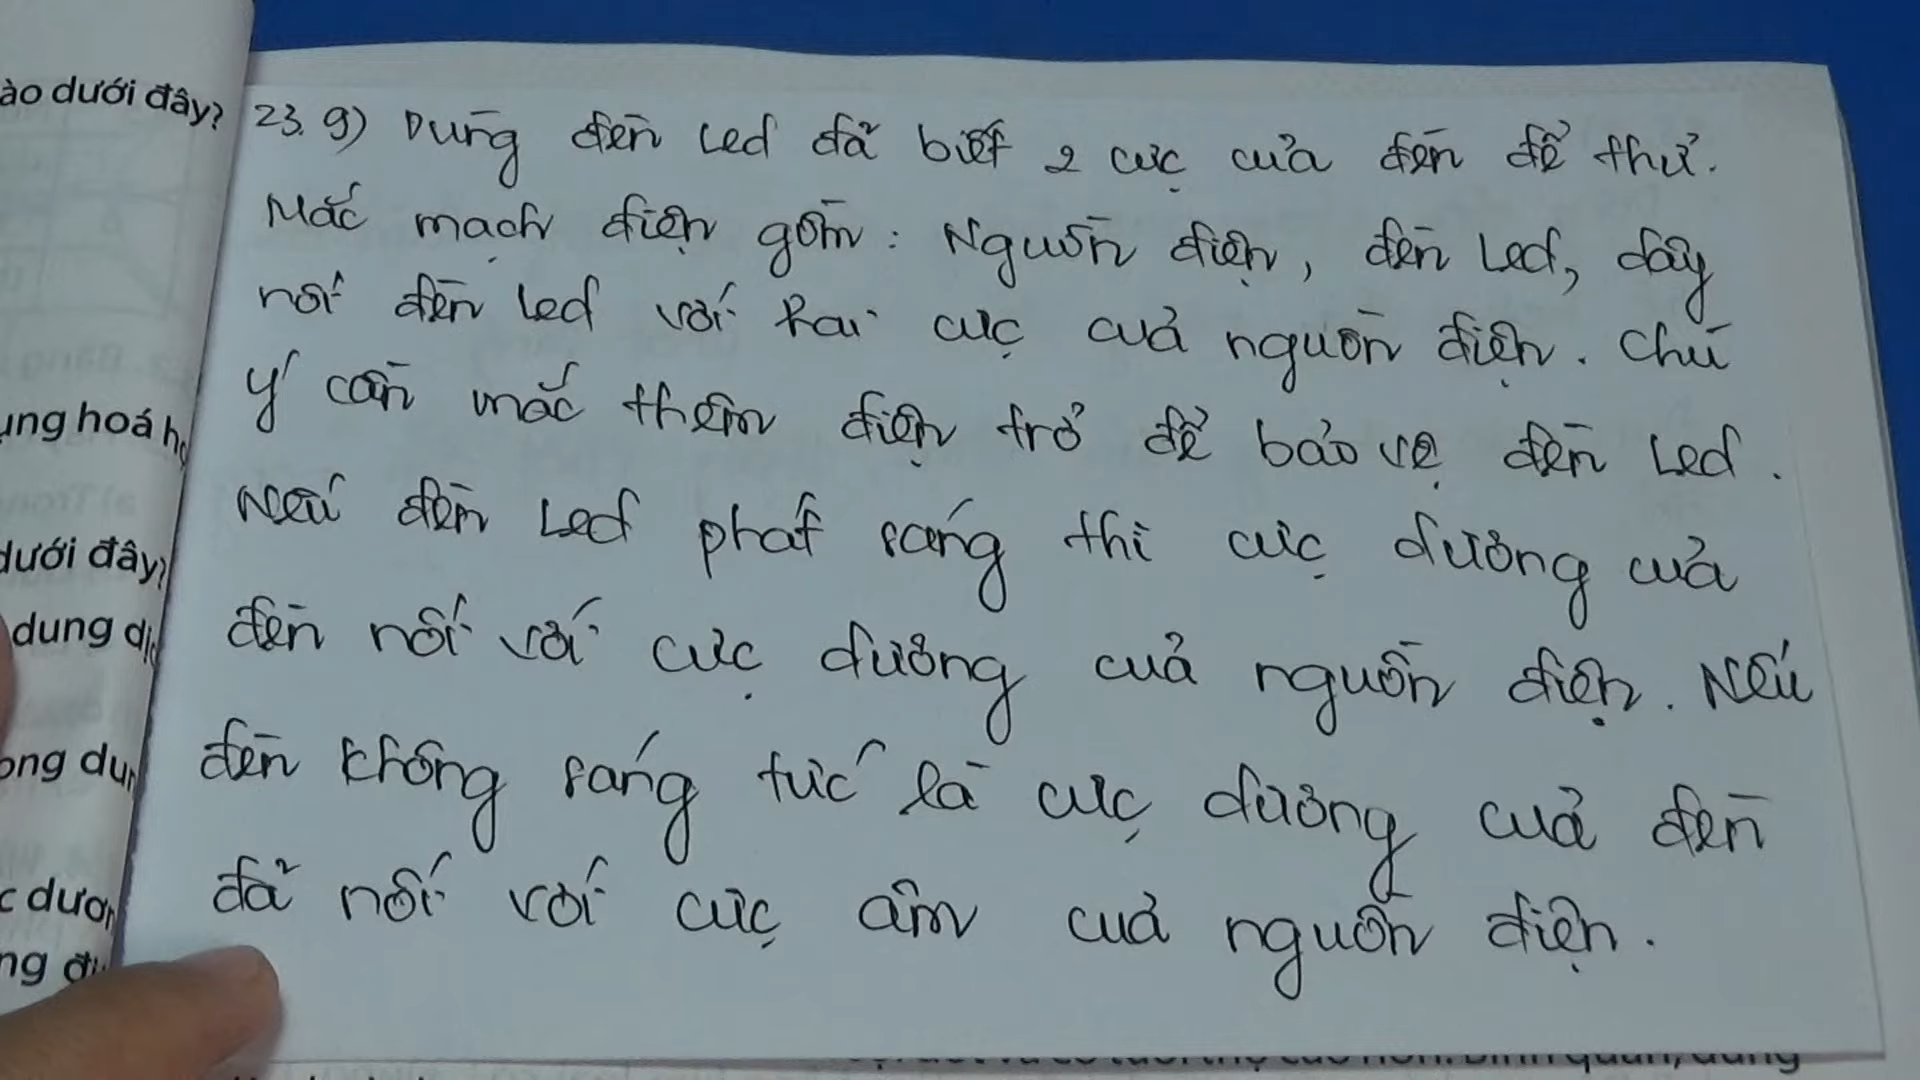 ào dưới đây?
23.9) Dùng đèn Led đã biết 2 cực của đèn để thử.
Mắc mạch điện gồm: Nguồn điện, đèn Led, dây
nối đèn Led với hai cực của nguồn điện. Chú
ý cần mắc thêm điện trở để bảo vệ đèn Led.
Nếu đèn Led phát sáng thì cực dương của
đèn nối với cực dương của nguồn điện. Nếu
đèn không sáng tức là cực dương của đèn
đã nối với cực âm của nguồn điện.
ụng hoá h
dưới đây?
dung dị
ong du
c dươn
ng đ